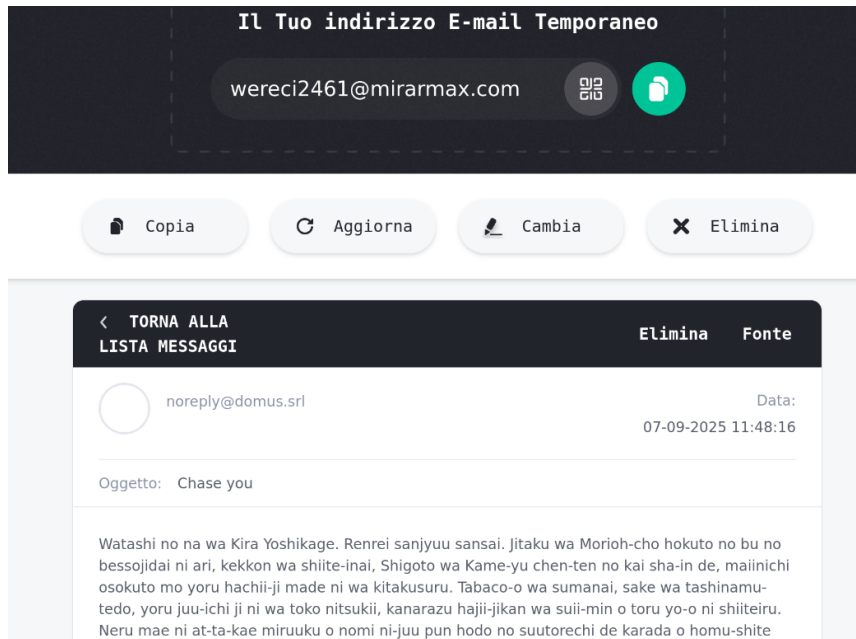 Il Tuo indirizzo E-mail Temporaneo
wereci2461@mirarmax.com
Copia
Aggiorna
Cambia
Elimina
TORNA ALLA
LISTA MESSAGGI
Elimina
Fonte
noreply@domus.srl
Data:
07-09-2025 11:48:16
Oggetto: Chase you
Watashi no na wa Kira Yoshikage. Renrei sanjyuu sansai. Jitaku wa Morioh-cho hokuto no bu no
bessojidai ni ari, kekkon wa shiite-inai, Shigoto wa Kame-yu chen-ten no kai sha-in de, maiinichi
osokuto mo yoru hachii-ji made ni wa kitakusuru. Tabaco-o wa sumanai, sake wa tashinamu-
tedo, yoru juu-ichi ji ni wa toko nitsukii, kanarazu hajii-jikan wa suii-min o toru yo-o ni shiiteiru.
Neru mae ni at-ta-kae miruuku o nomi ni-juu pun hodo no suutorechi de karada o homu-shite